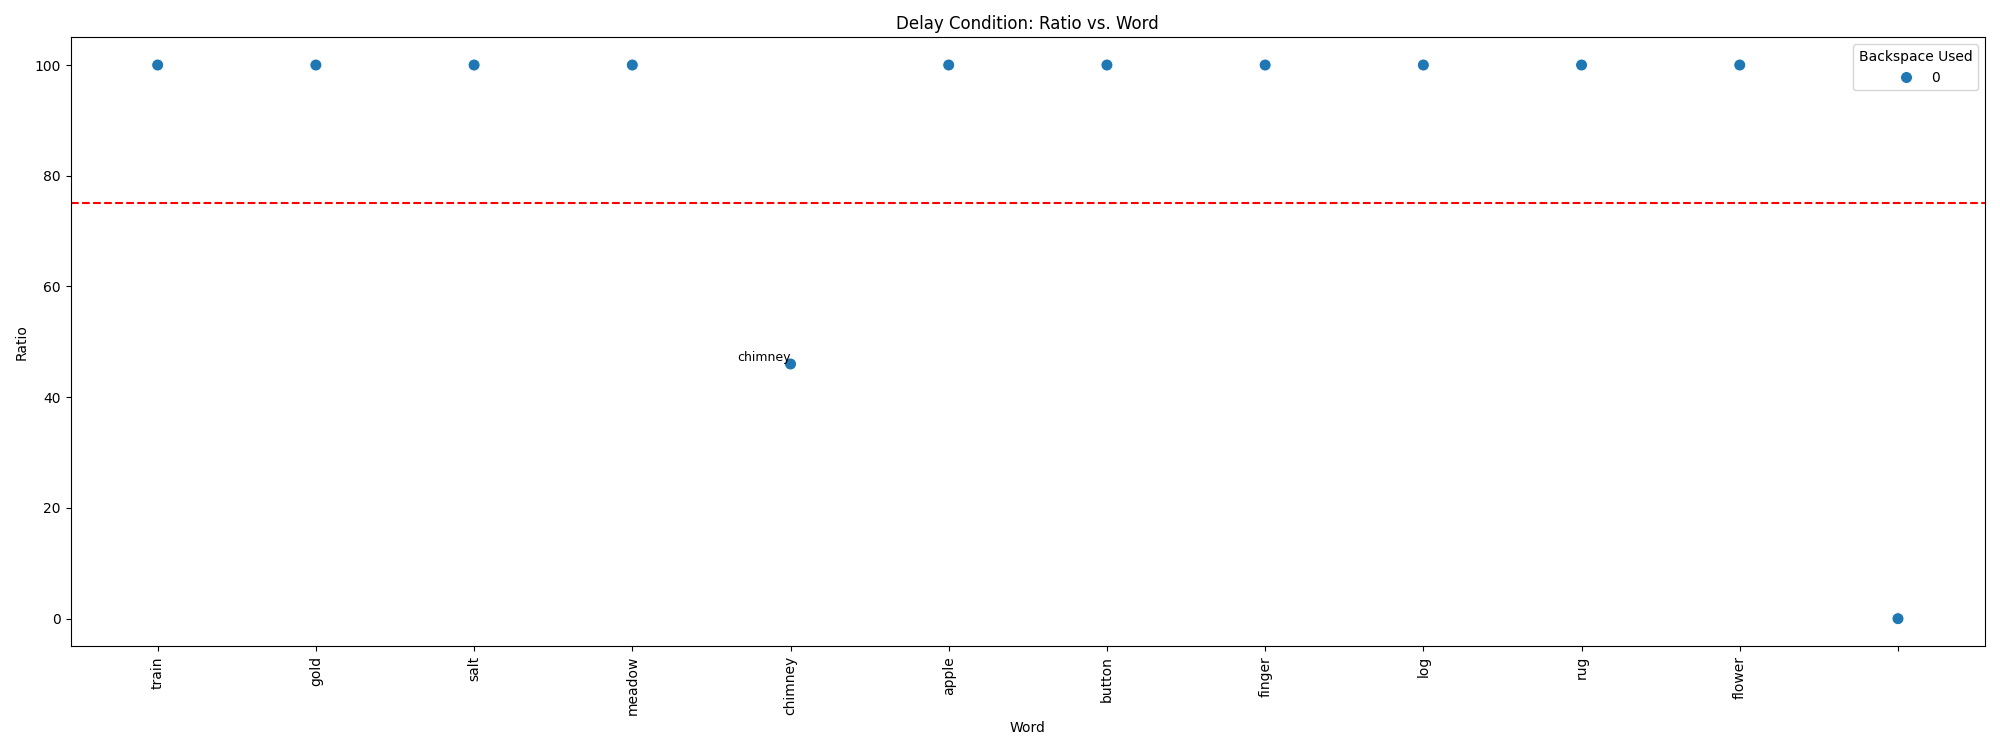 Delay Condition: Ratio vs. Word
Backspace Used
0
100
80
60
40
20
0
Ratio
chimney
train
gold
salt
meadow
chimney
apple
button
finger
log
rug
flower
Word